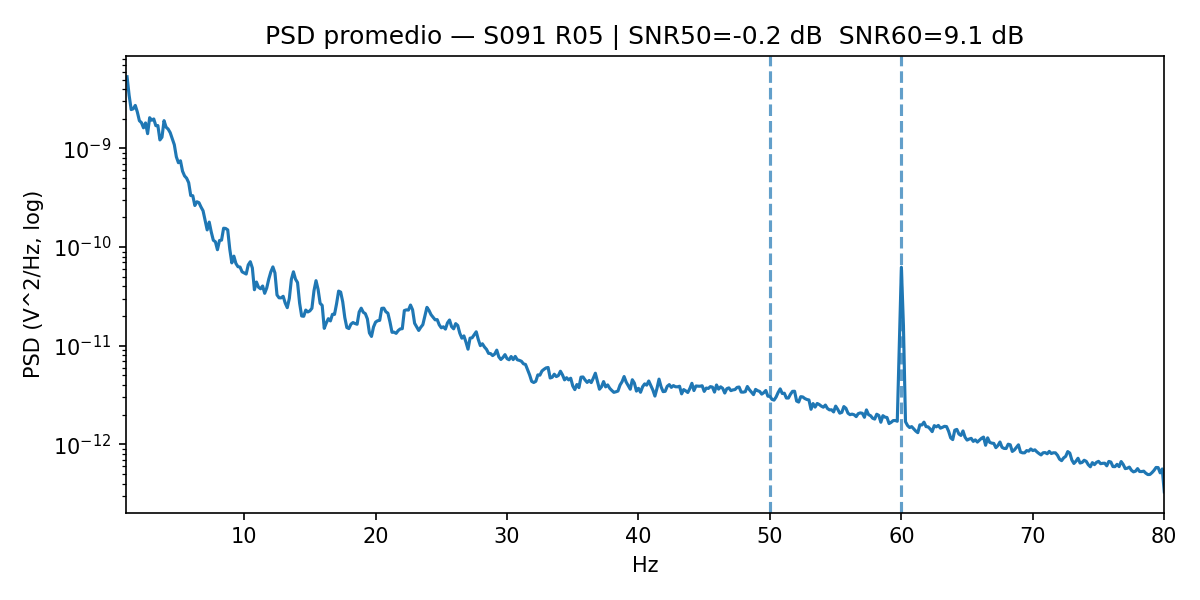 PSD promedio — S091 R05 | SNR50=-0.2 dB  SNR60=9.1 dB
PSD (V^2/Hz, log)
10^-9
10^-10
10^-11
10^-12
10 20 30 40 50 60 70 80
Hz